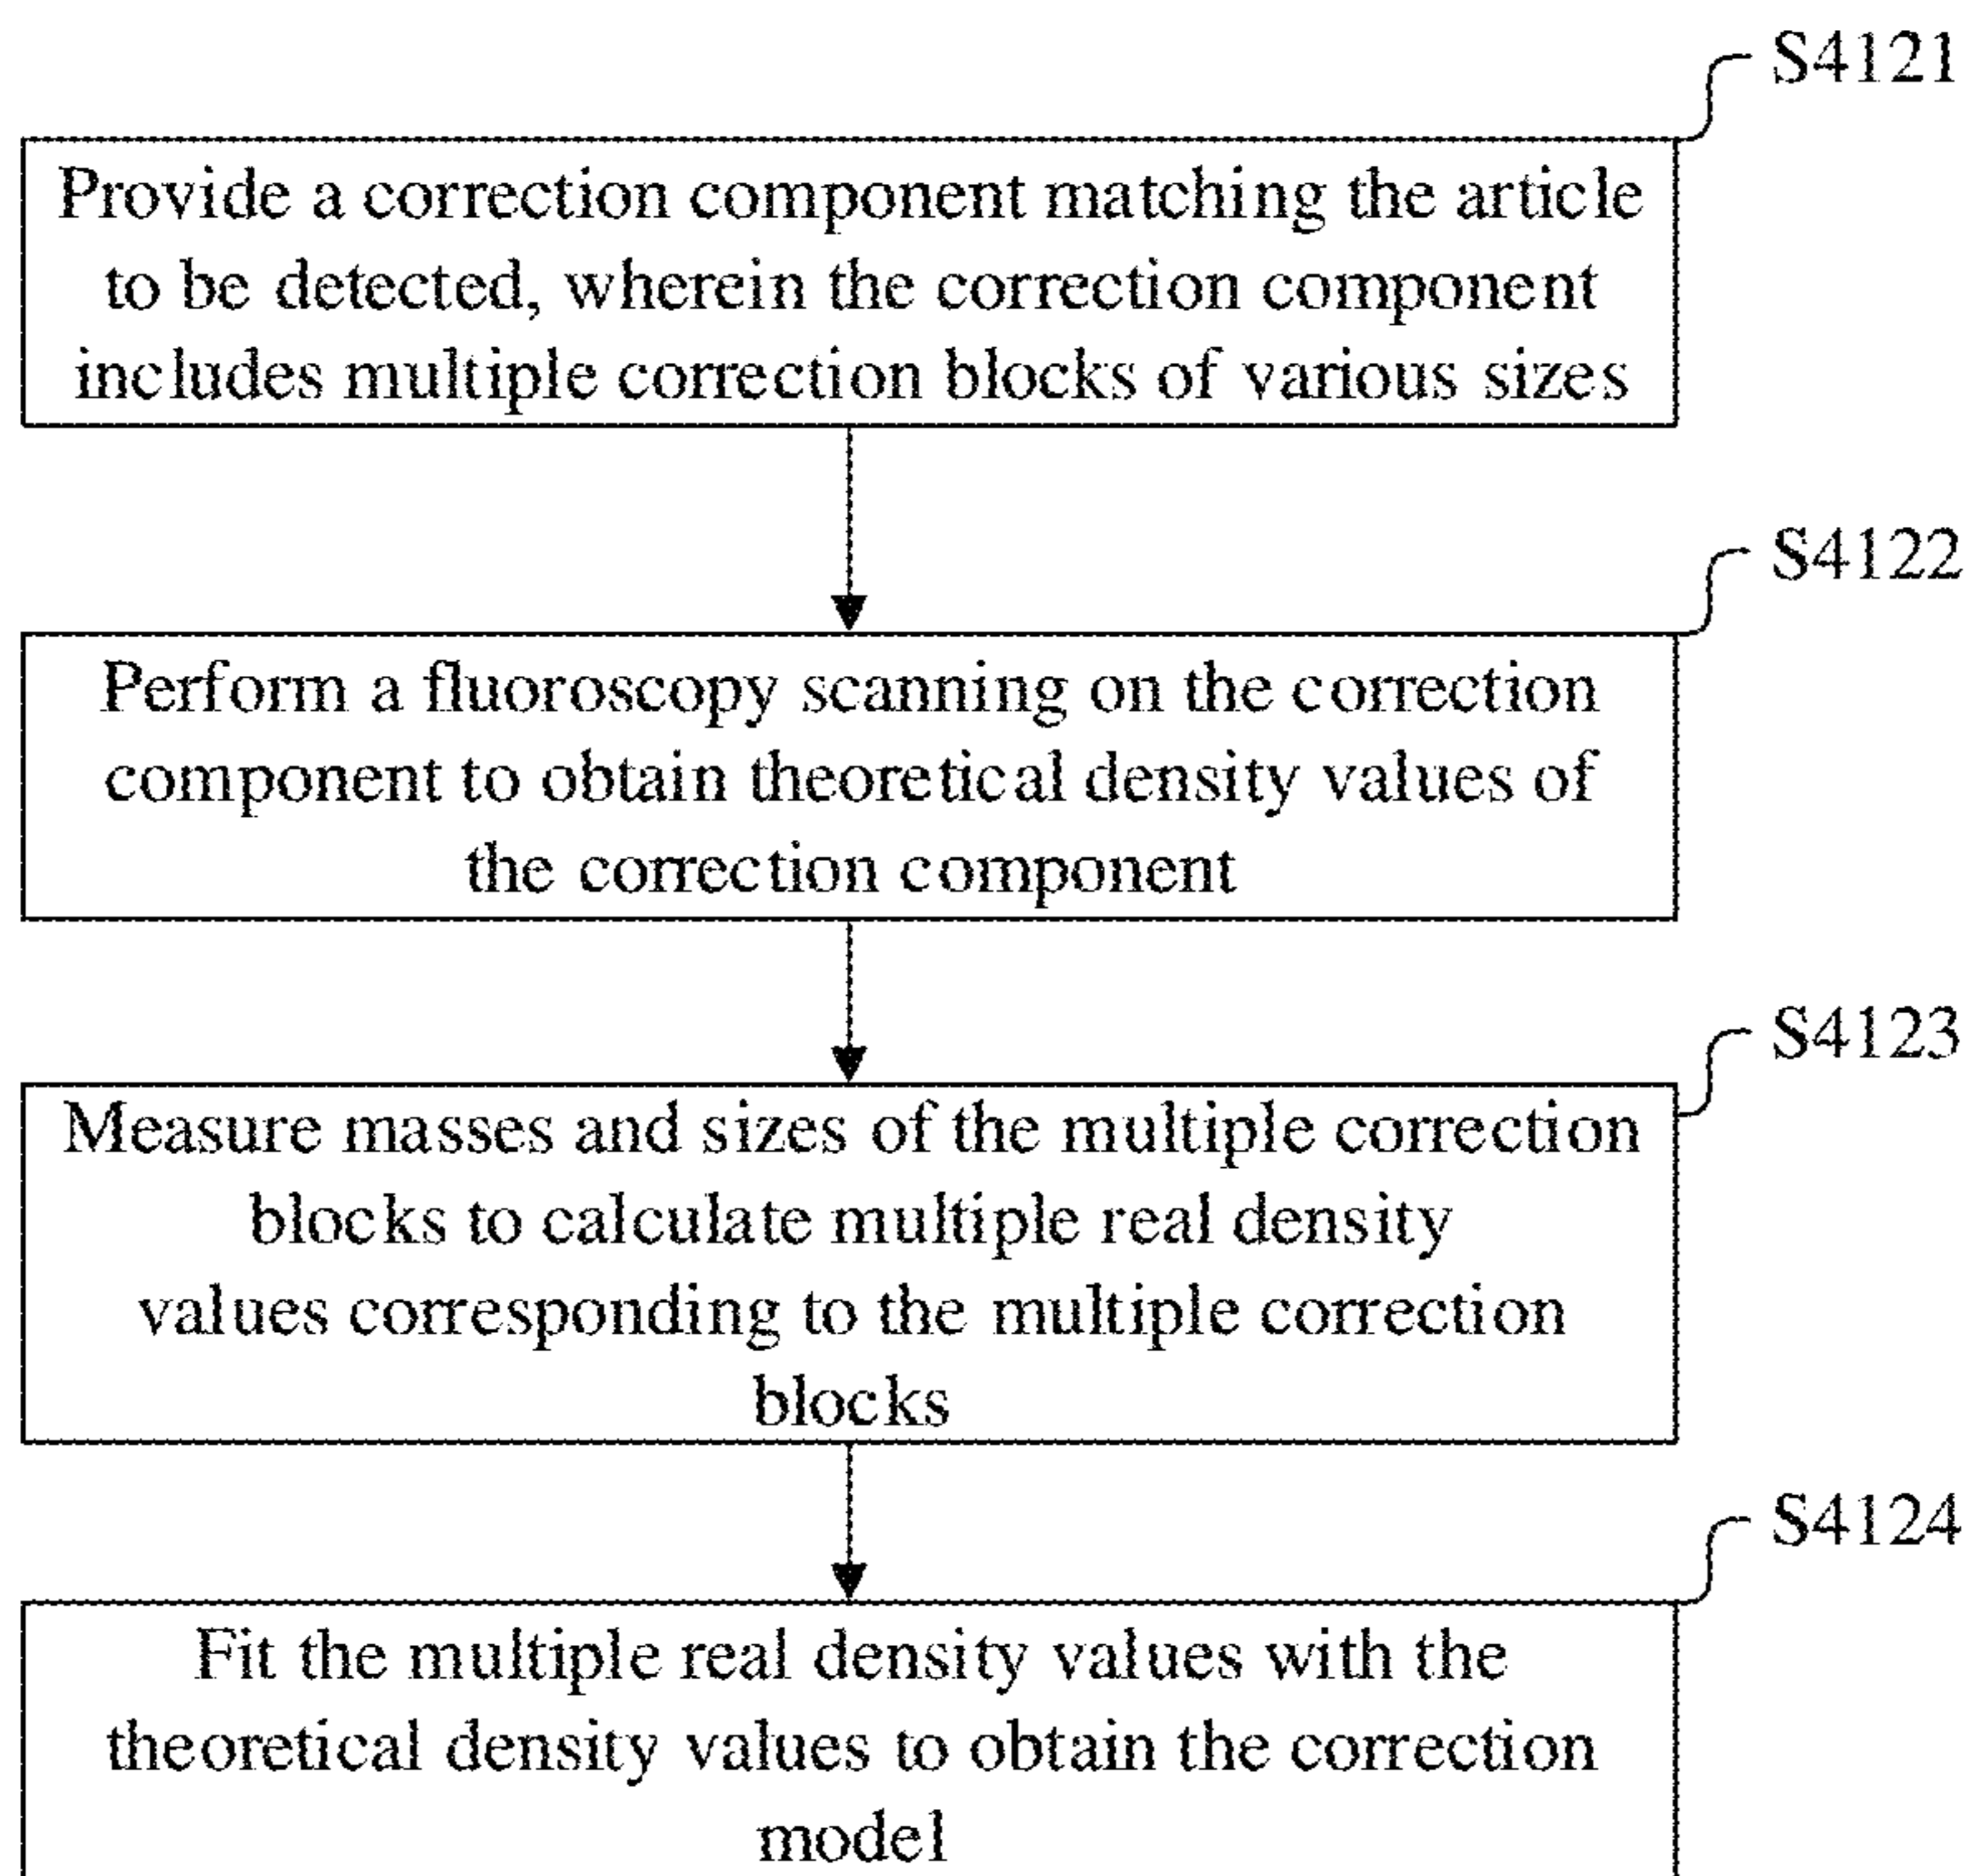 S4121
Provide a correction component matching the article
to be detected, wherein the correction component
includes multiple correction blocks of various sizes
S4122
Perform a fluoroscopy scanning on the correction
component to obtain theoretical density values of
the correction component
S4123
Measure masses and sizes of the multiple correction
blocks to calculate multiple real density
values corresponding to the multiple correction
blocks
S4124
Fit the multiple real density values with the
theoretical density values to obtain the correction
model